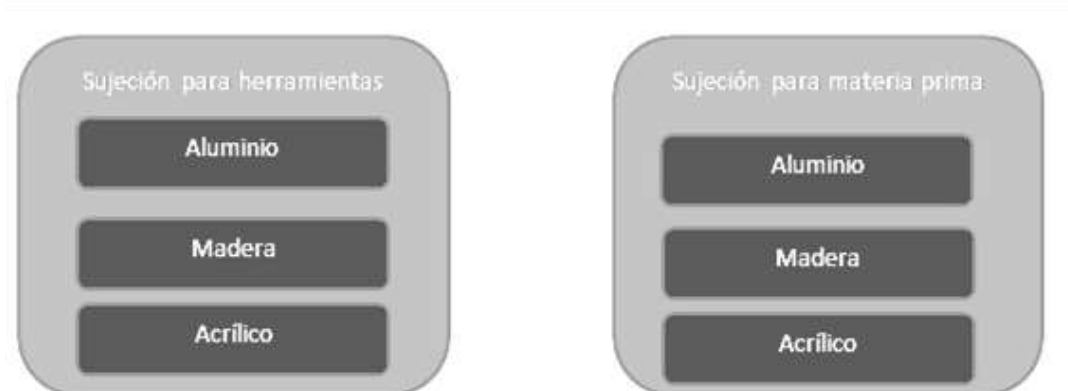 Sujeción para herramientas
Aluminio
Madera
Acrílico
Sujeción para materia prima
Aluminio
Madera
Acrílico